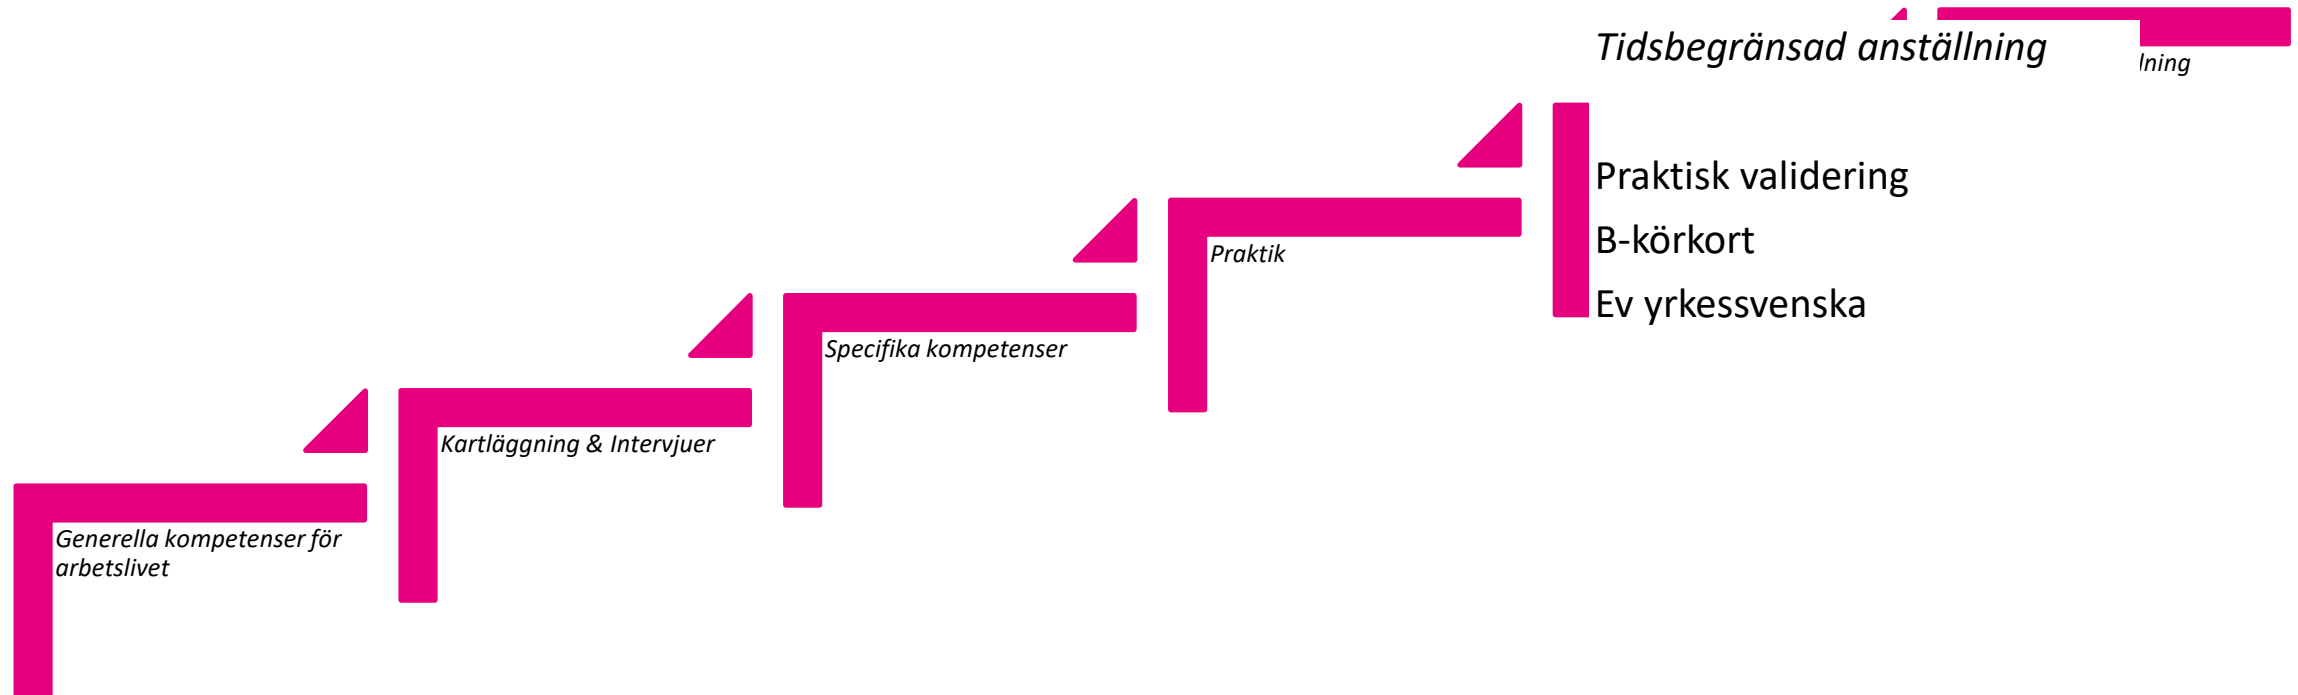 Tidsbegränsad anställning
Praktisk validering
B-körkort
Ev yrkessvenska
Praktik
Specifika kompetenser
Kartläggning & Intervjuer
Generella kompetenser för
arbetslivet